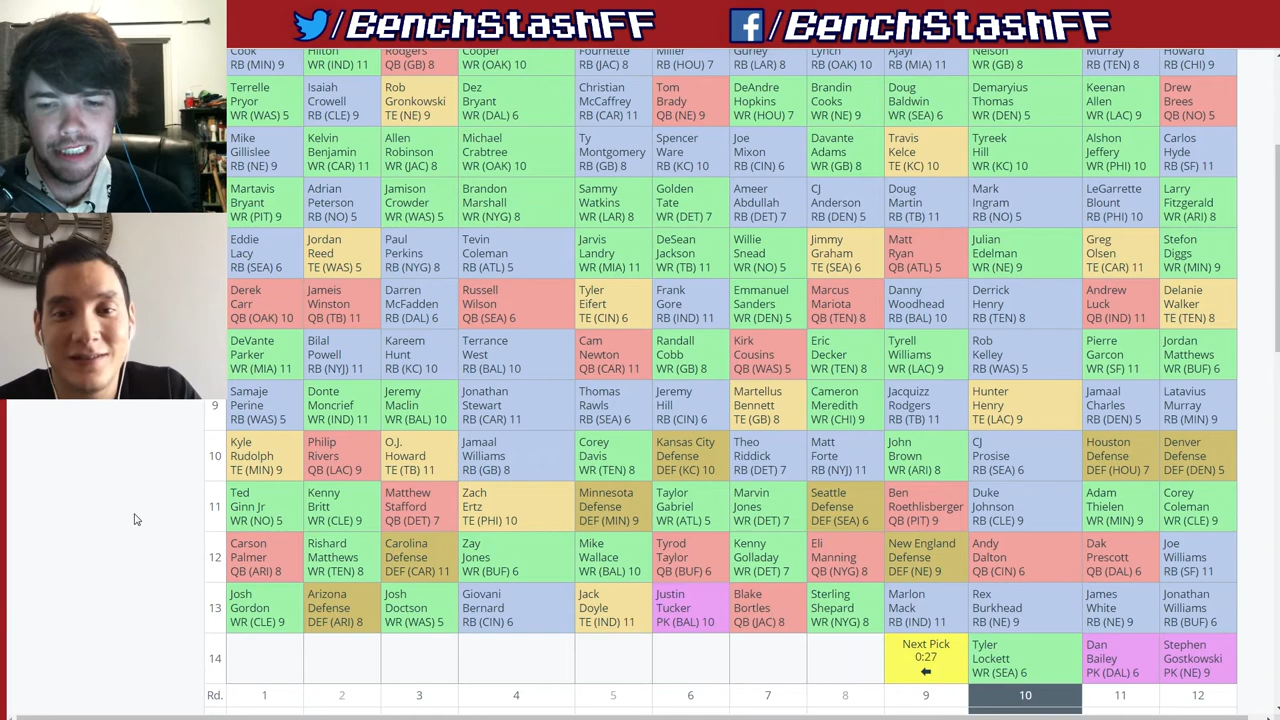 /BenchStashFF /BenchStashFF
Cook Hilton Rodgers Cooper Fournette Miller Gurley Lynch Ajayi Nelson Murray Howard
RB (MIN) 9 WR (IND) 11 QB (GB) 8 WR (OAK) 10 RB (JAC) 8 RB (HOU) 7 RB (LAR) 8 RB (OAK) 10 RB (MIA) 11 WR (GB) 8 RB (TEN) 8 RB (CHI) 9
Terrelle Isaiah Rob Dez Christian Tom DeAndre Brandin Doug Demaryius Keenan Drew
Pryor Crowell Gronkowski Bryant McCaffrey Brady Hopkins Cooks Baldwin Thomas Allen Brees
WR (WAS) 5 RB (CLE) 9 TE (NE) 9 WR (DAL) 6 RB (CAR) 11 QB (NE) 9 WR (HOU) 7 WR (NE) 9 WR (SEA) 6 WR (DEN) 5 WR (LAC) 9 QB (NO) 5
Mike Kelvin Allen Michael Ty Spencer Joe Davante Travis Tyreek Alshon Carlos
Gillislee Benjamin Robinson Crabtree Montgomery Ware Mixon Adams Kelce Hill Jeffery Hyde
RB (NE) 9 WR (CAR) 11 WR (JAC) 8 WR (OAK) 10 RB (GB) 8 RB (KC) 10 RB (CIN) 6 WR (GB) 8 TE (KC) 10 WR (KC) 10 WR (PHI) 10 RB (SF) 11
Martavis Adrian Jamison Brandon Sammy Golden Ameer CJ Doug Mark LeGarrette Larry
Bryant Peterson Crowder Marshall Watkins Tate Abdullah Anderson Martin Ingram Blount Fitzgerald
WR (PIT) 9 RB (NO) 5 WR (WAS) 5 WR (NYG) 8 WR (LAR) 8 WR (DET) 7 RB (DET) 7 RB (DEN) 5 RB (TB) 11 RB (NO) 5 RB (PHI) 10 WR (ARI) 8
Eddie Jordan Paul Tevin Jarvis DeSean Willie Jimmy Matt Julian Greg Stefon
Lacy Reed Perkins Coleman Landry Jackson Snead Graham Ryan Edelman Olsen Diggs
RB (SEA) 6 TE (WAS) 5 RB (NYG) 8 RB (ATL) 5 WR (MIA) 11 WR (TB) 11 WR (NO) 5 TE (SEA) 6 QB (ATL) 5 WR (NE) 9 TE (CAR) 11 WR (MIN) 9
Derek Jameis Darren Russell Tyler Frank Emmanuel Marcus Danny Derrick Andrew Delanie
Carr Winston McFadden Wilson Eifert Gore Sanders Mariota Woodhead Henry Luck Walker
QB (OAK) 10 QB (TB) 11 RB (DAL) 6 QB (SEA) 6 TE (CIN) 6 RB (IND) 11 WR (DEN) 5 QB (TEN) 8 RB (BAL) 10 RB (TEN) 8 QB (IND) 11 TE (TEN) 8
DeVante Bilal Kareem Terrance Cam Randall Kirk Eric Tyrell Rob Pierre Jordan
Parker Powell Hunt West Newton Cobb Cousins Decker Williams Kelley Garcon Matthews
WR (MIA) 11 RB (NYJ) 11 RB (KC) 10 RB (BAL) 10 QB (CAR) 11 WR (GB) 8 QB (WAS) 5 WR (TEN) 8 WR (LAC) 9 RB (WAS) 5 WR (SF) 11 WR (BUF) 6
Samaje Donte Jeremy Jonathan Thomas Jeremy Martellus Cameron Jacquizz Hunter Jamaal Latavius
9 Perine Moncrief Maclin Stewart Rawls Hill Bennett Meredith Rodgers Henry Charles Murray
RB (WAS) 5 WR (IND) 11 WR (BAL) 10 RB (CAR) 11 RB (SEA) 6 RB (CIN) 6 TE (GB) 8 WR (CHI) 9 RB (TB) 11 TE (LAC) 9 RB (DEN) 5 RB (MIN) 9
Kyle Philip O.J. Jamaal Corey Kansas City Theo Matt John CJ Houston Denver
10 Rudolph Rivers Howard Williams Davis Defense Riddick Forte Brown Prosise Defense Defense
TE (MIN) 9 QB (LAC) 9 TE (TB) 11 RB (GB) 8 WR (TEN) 8 DEF (KC) 10 RB (DET) 7 RB (NYJ) 11 WR (ARI) 8 RB (SEA) 6 DEF (HOU) 7 DEF (DEN) 5
Ted Kenny Matthew Zach Minnesota Taylor Marvin Seattle Ben Duke Adam Corey
11 Ginn Jr Britt Stafford Ertz Defense Gabriel Jones Defense Roethlisberger Johnson Thielen Coleman
WR (NO) 5 WR (CLE) 9 QB (DET) 7 TE (PHI) 10 DEF (MIN) 9 WR (ATL) 5 WR (DET) 7 DEF (SEA) 6 QB (PIT) 9 RB (CLE) 9 WR (MIN) 9 WR (CLE) 9
Carson Rishard Carolina Zay Mike Tyrod Kenny Eli New England Andy Dak Joe
12 Palmer Matthews Defense Jones Wallace Taylor Golladay Manning Defense Dalton Prescott Williams
QB (ARI) 8 WR (TEN) 8 DEF (CAR) 11 WR (BUF) 6 WR (BAL) 10 QB (BUF) 6 WR (DET) 7 QB (NYG) 8 DEF (NE) 9 QB (CIN) 6 QB (DAL) 6 RB (SF) 11
Josh Arizona Josh Giovani Jack Justin Blake Sterling Marlon Rex James Jonathan
13 Gordon Defense Doctson Bernard Doyle Tucker Bortles Shepard Mack Burkhead White Williams
WR (CLE) 9 DEF (ARI) 8 WR (WAS) 5 RB (CIN) 6 TE (IND) 11 PK (BAL) 10 QB (JAC) 8 WR (NYG) 8 RB (IND) 11 RB (NE) 9 RB (NE) 9 RB (BUF) 6
Next Pick Tyler Dan Stephen
14 0:27 Lockett Bailey Gostkowski
WR (SEA) 6 PK (DAL) 6 PK (NE) 9
Rd. 1 2 3 4 5 6 7 8 9 10 11 12